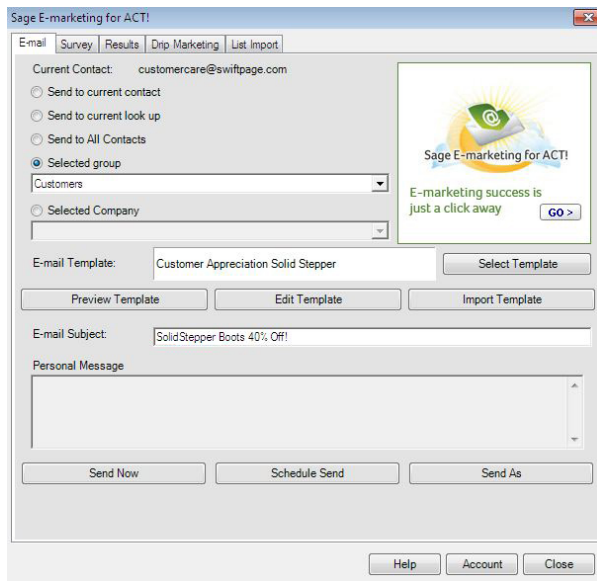 Sage E-marketing for ACT!
E-mail Survey Results Drip Marketing List Import
Current Contact: customercare@swiftpage.com
Send to current contact
Send to current look up
Send to All Contacts
Selected group
Customers
Selected Company
Sage E-marketing for ACT!
E-marketing success is
just a click away GO >
E-mail Template: Customer Appreciation Solid Stepper Select Template
Preview Template Edit Template Import Template
E-mail Subject: SolidStepper Boots 40% Off!
Personal Message
Send Now Schedule Send Send As
Help Account Close